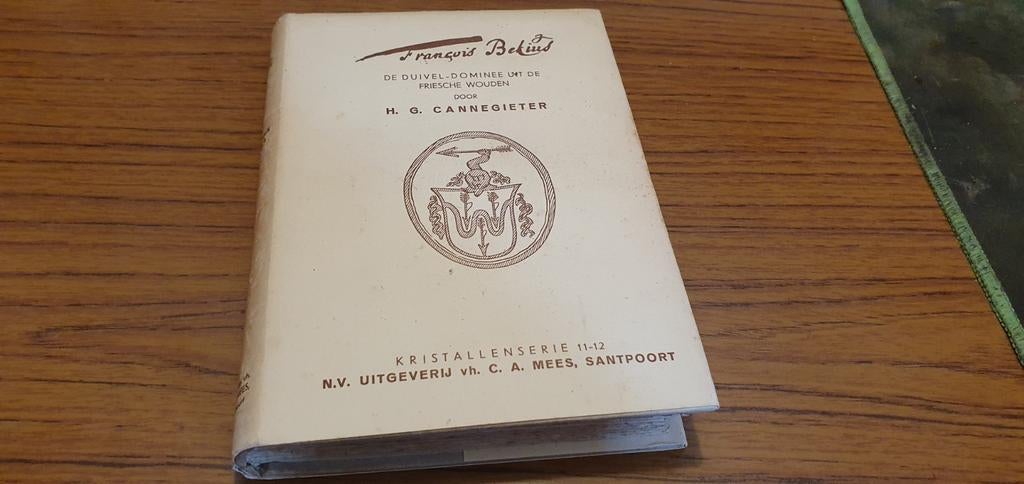 François Bekius
DE DUIVEL-DOMINEE UIT DE
FRIESCHE WOUDEN
DOOR
H. G. CANNEGIETER
KRISTALLENSERIE 11-12
N.V. UITGEVERIJ vh. C. A. MEES, SANTPOORT